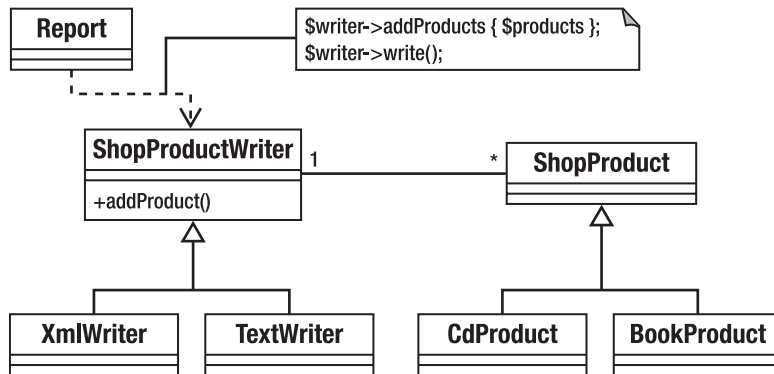 Report
$writer->addProducts { $products };
$writer->write();
ShopProductWriter
1
*
ShopProduct
+addProduct()
XmlWriter
TextWriter
CdProduct
BookProduct